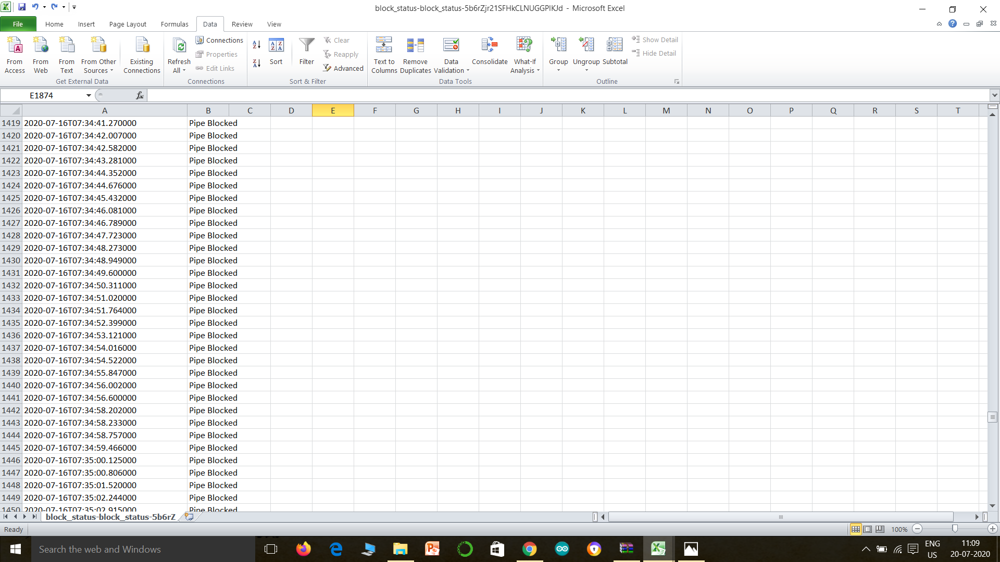 block_status-block_status-5b6rZjr21SFHkCLNUGGPIKJd - Microsoft Excel
File Home Insert Page Layout Formulas Data Review View
From Access
From Web
From Text
From Other Sources
Existing Connections
Get External Data
Refresh All
Connections
Properties
Edit Links
Connections
Sort
Filter
Clear
Reapply
Advanced
Sort & Filter
Text to Columns
Remove Duplicates
Data Validation
Consolidate
What-If Analysis
Data Tools
Group
Ungroup
Subtotal
Show Detail
Hide Detail
Outline
E1874 fx
A B C D E F G H I J K L M N O P Q R S T
1419 2020-07-16T07:34:41.270000 Pipe Blocked
1420 2020-07-16T07:34:42.007000 Pipe Blocked
1421 2020-07-16T07:34:42.582000 Pipe Blocked
1422 2020-07-16T07:34:43.281000 Pipe Blocked
1423 2020-07-16T07:34:44.352000 Pipe Blocked
1424 2020-07-16T07:34:44.676000 Pipe Blocked
1425 2020-07-16T07:34:45.432000 Pipe Blocked
1426 2020-07-16T07:34:46.081000 Pipe Blocked
1427 2020-07-16T07:34:46.789000 Pipe Blocked
1428 2020-07-16T07:34:47.723000 Pipe Blocked
1429 2020-07-16T07:34:48.273000 Pipe Blocked
1430 2020-07-16T07:34:48.949000 Pipe Blocked
1431 2020-07-16T07:34:49.600000 Pipe Blocked
1432 2020-07-16T07:34:50.311000 Pipe Blocked
1433 2020-07-16T07:34:51.020000 Pipe Blocked
1434 2020-07-16T07:34:51.764000 Pipe Blocked
1435 2020-07-16T07:34:52.399000 Pipe Blocked
1436 2020-07-16T07:34:53.121000 Pipe Blocked
1437 2020-07-16T07:34:54.016000 Pipe Blocked
1438 2020-07-16T07:34:54.522000 Pipe Blocked
1439 2020-07-16T07:34:55.847000 Pipe Blocked
1440 2020-07-16T07:34:56.002000 Pipe Blocked
1441 2020-07-16T07:34:56.600000 Pipe Blocked
1442 2020-07-16T07:34:58.202000 Pipe Blocked
1443 2020-07-16T07:34:58.233000 Pipe Blocked
1444 2020-07-16T07:34:58.757000 Pipe Blocked
1445 2020-07-16T07:34:59.466000 Pipe Blocked
1446 2020-07-16T07:35:00.125000 Pipe Blocked
1447 2020-07-16T07:35:00.806000 Pipe Blocked
1448 2020-07-16T07:35:01.520000 Pipe Blocked
1449 2020-07-16T07:35:02.244000 Pipe Blocked
1450 2020-07-16T07:35:02.915000 Pipe Blocked
block_status-block_status-5b6rZ
Ready 100%
Search the web and Windows
ENG
US
11:09
20-07-2020